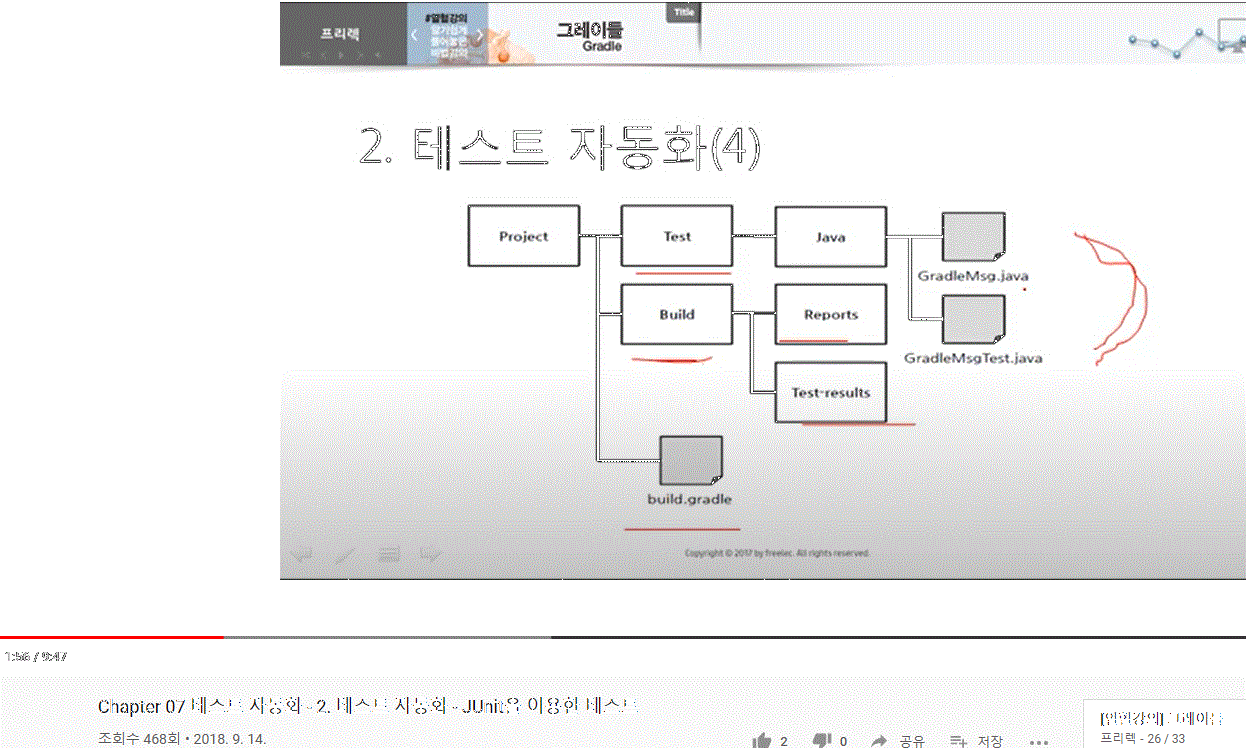 프리렉
#열혈강의
그레이들
Gradle
Title
2. 테스트 자동화(4)
Project
Test
Java
GradleMsg.java
Build
Reports
GradleMsgTest.java
Test-results
build.gradle
Copyright © 2017 by freelec. All rights reserved.
1:56 / 9:47
Chapter 07 테스트 자동화 - 2. 테스트 자동화 - JUnit을 이용한 테스트
조회수 468회 • 2018. 9. 14.
2
0
공유
저장
[열혈강의] 그레이들
프리렉 - 26 / 33